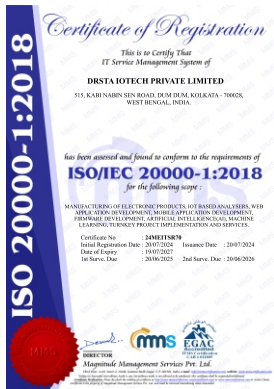 ISO 20000-1:2018
Certificate of Registration
This is to Certify That
IT Service Management System of
DRSTA IOTECH PRIVATE LIMITED
515, KABI NABIN SEN ROAD, DUM DUM, KOLKATA - 700028,
WEST BENGAL, INDIA.
has been assessed and found to conform to the requirements of
ISO/IEC 20000-1:2018
for the following scope :
MANUFACTURING OF ELECTRONIC PRODUCTS, IOT BASED ANALYSERS, WEB
APPLICATION DEVELOPMENT, MOBILE APPLICATION DEVELOPMENT,
FIRMWARE DEVELOPMENT, ARTIFICIAL INTELLIGENCE(AI), MACHINE
LEARNING, TURNKEY PROJECT IMPLEMENTATION AND SERVICES.
Certificate No : 24MEITSR70
Initial Registration Date : 20/07/2024 Issuance Date : 20/07/2024
Date of Expiry : 19/07/2027
1st Surve. Due : 20/06/2025 2nd Surve. Due : 20/06/2026
MMS
mms
EGAC
DIRECTOR
Magnitude Management Services Pvt. Ltd.